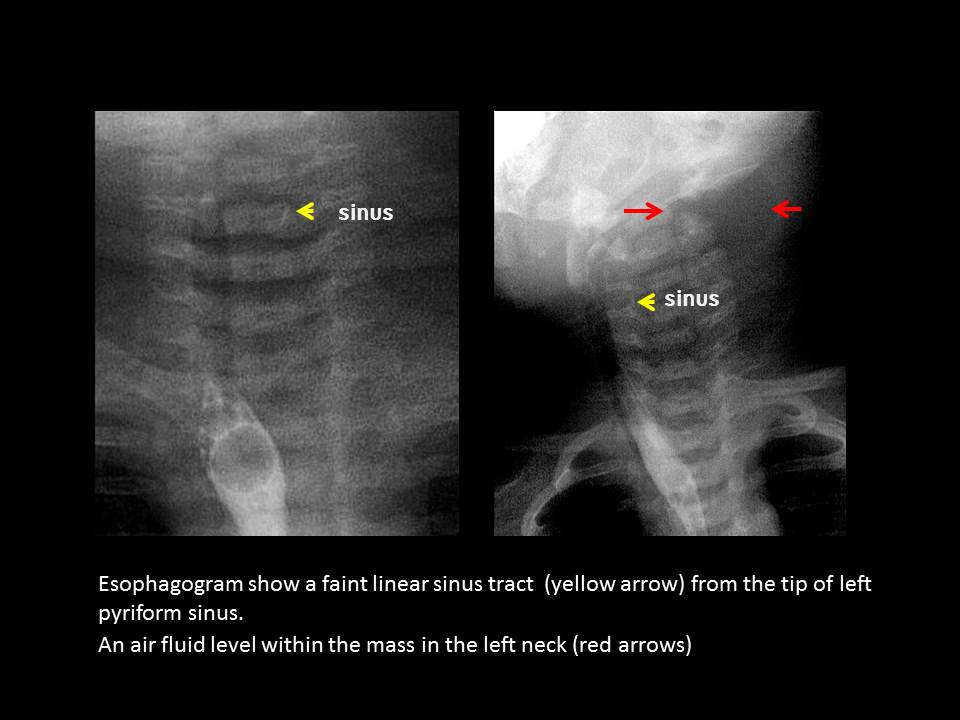 sinus
sinus
Esophagogram show a faint linear sinus tract (yellow arrow) from the tip of left
pyriform sinus.
An air fluid level within the mass in the left neck (red arrows)